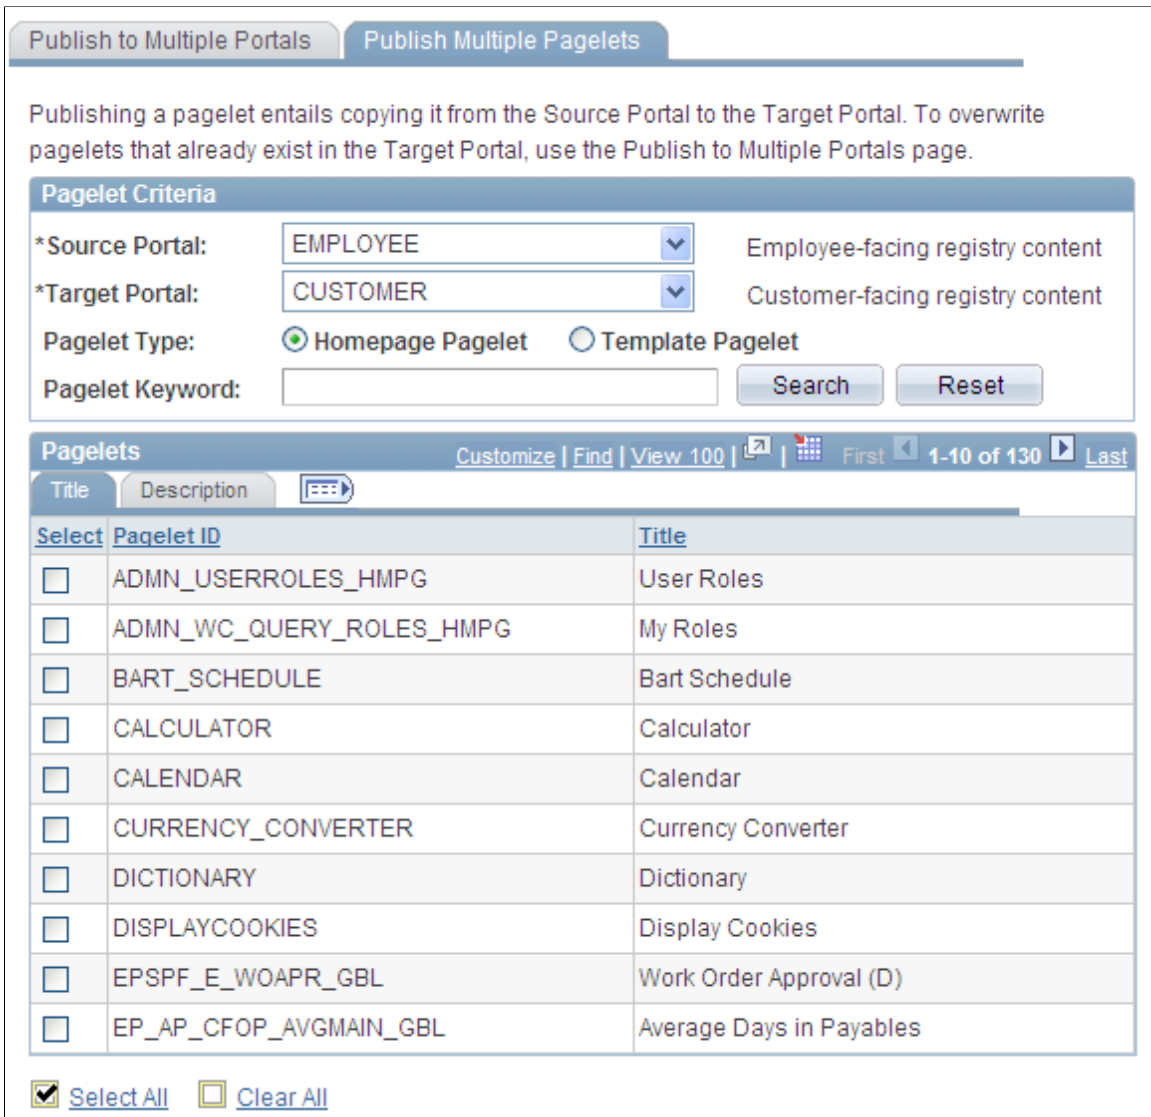 Publish to Multiple Portals Publish Multiple Pagelets
Publishing a pagelet entails copying it from the Source Portal to the Target Portal. To overwrite
pagelets that already exist in the Target Portal, use the Publish to Multiple Portals page.
Pagelet Criteria
*Source Portal: EMPLOYEE Employee-facing registry content
*Target Portal: CUSTOMER Customer-facing registry content
Pagelet Type: Homepage Pagelet Template Pagelet
Pagelet Keyword: Search Reset
Pagelets Customize | Find | View 100 | | First 1-10 of 130 Last
Title Description
Select Pagelet ID Title
ADMN_USERROLES_HMPG User Roles
ADMN_WC_QUERY_ROLES_HMPG My Roles
BART_SCHEDULE Bart Schedule
CALCULATOR Calculator
CALENDAR Calendar
CURRENCY_CONVERTER Currency Converter
DICTIONARY Dictionary
DISPLAYCOOKIES Display Cookies
EPSPF_E_WOAPR_GBL Work Order Approval (D)
EP_AP_CFOP_AVGMAIN_GBL Average Days in Payables
Select All Clear All